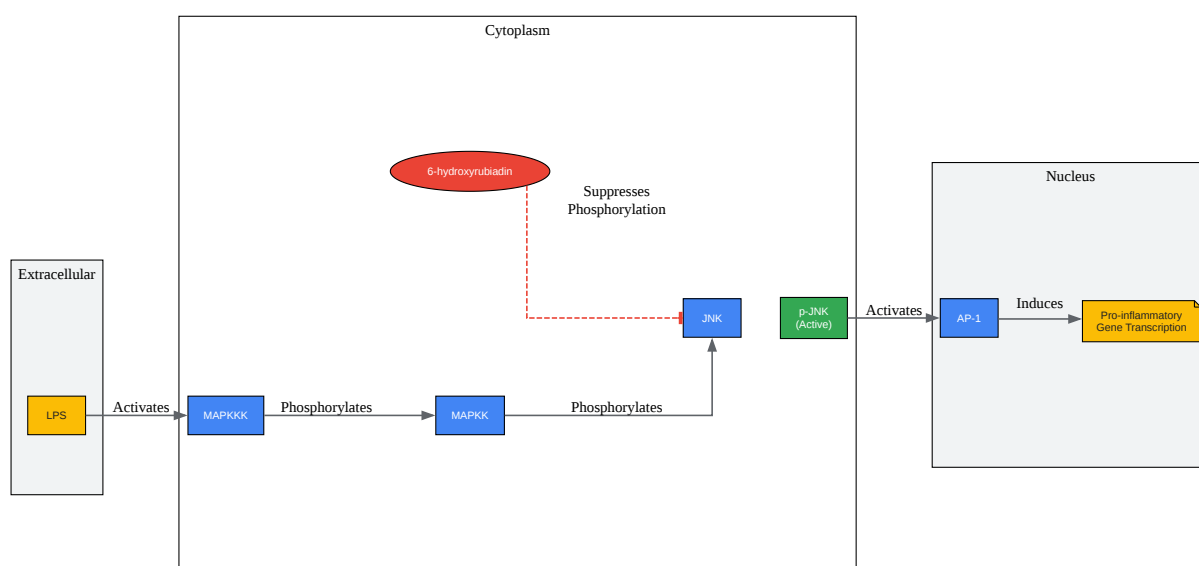 Cytoplasm
6-hydroxyrubiadin
Suppresses
Phosphorylation
Nucleus
Extracellular
JNK
p-JNK
(Active)
Activates
AP-1
Induces
Pro-inflammatory
Gene Transcription
LPS
Activates
MAPKKK
Phosphorylates
MAPKK
Phosphorylates